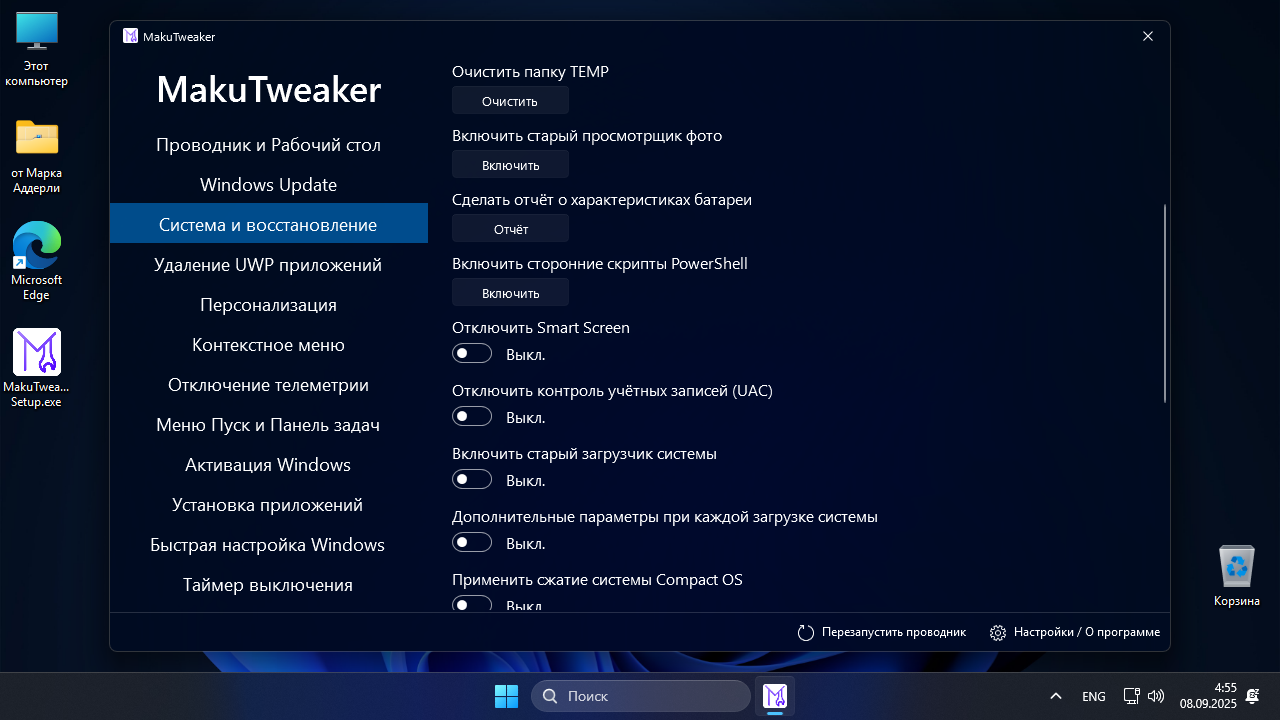 Этот
компьютер
от Марка
Аддерли
Microsoft
Edge
MakuTwea...
Setup.exe
MakuTweaker
MakuTweaker
Проводник и Рабочий стол
Windows Update
Система и восстановление
Удаление UWP приложений
Персонализация
Контекстное меню
Отключение телеметрии
Меню Пуск и Панель задач
Активация Windows
Установка приложений
Быстрая настройка Windows
Таймер выключения
Очистить папку TEMP
Очистить
Включить старый просмотрщик фото
Включить
Сделать отчёт о характеристиках батареи
Отчёт
Включить сторонние скрипты PowerShell
Включить
Отключить Smart Screen
Выкл.
Отключить контроль учётных записей (UAC)
Выкл.
Включить старый загрузчик системы
Выкл.
Дополнительные параметры при каждой загрузке системы
Выкл.
Применить сжатие системы Compact OS
Выкл
Перезапустить проводник
Настройки / О программе
Корзина
Поиск
ENG
4:55
08.09.2025